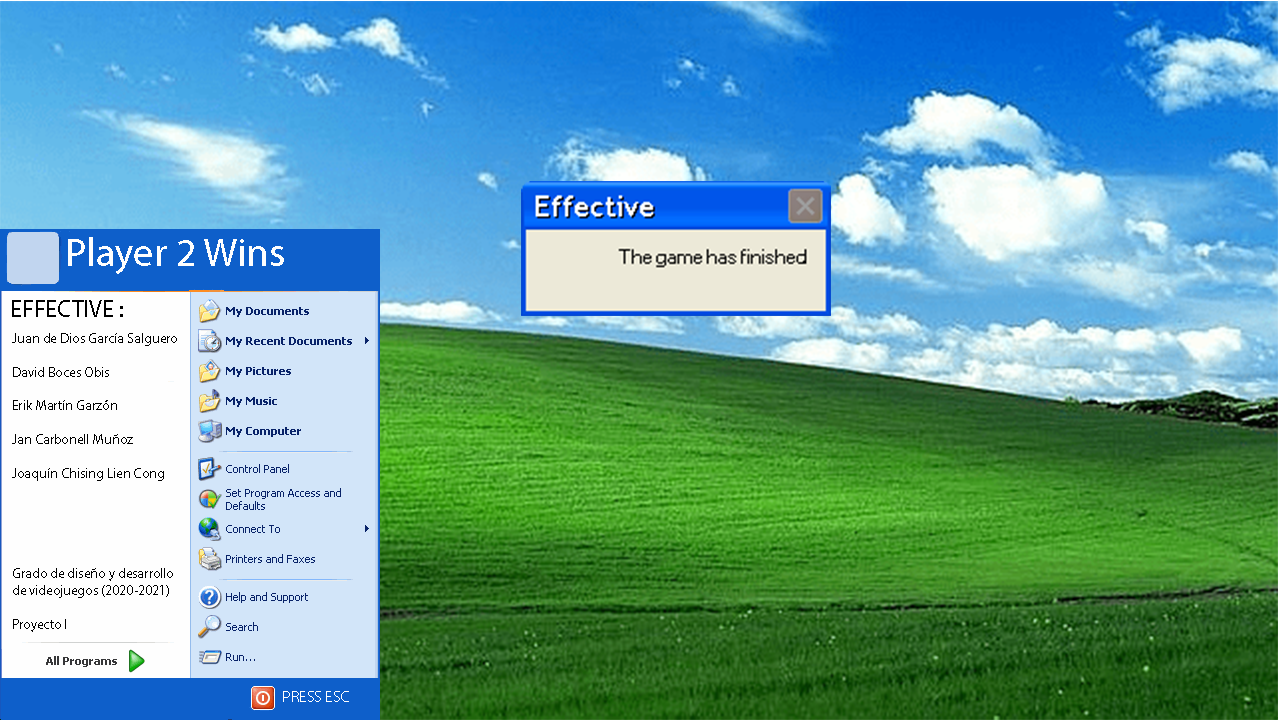 Effective
The game has finished
Player 2 Wins
EFFECTIVE :
Juan de Dios García Salguero
David Boces Obis
Erik Martín Garzón
Jan Carbonell Muñoz
Joaquín Chising Lien Cong
Grado de diseño y desarrollo
de videojuegos (2020-2021)
Proyecto I
All Programs
My Documents
My Recent Documents
My Pictures
My Music
My Computer
Control Panel
Set Program Access and
Defaults
Connect To
Printers and Faxes
Help and Support
Search
Run...
PRESS ESC